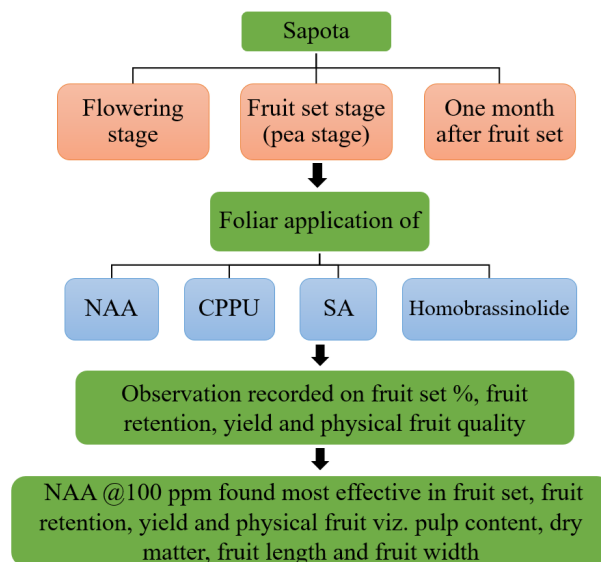 Sapota
Flowering
stage
Fruit set stage
(pea stage)
One month
after fruit set
Foliar application of
NAA
CPPU
SA
Homobrassinolide
Observation recorded on fruit set %, fruit
retention, yield and physical fruit quality
NAA @100 ppm found most effective in fruit set, fruit
retention, yield and physical fruit viz. pulp content, dry
matter, fruit length and fruit width